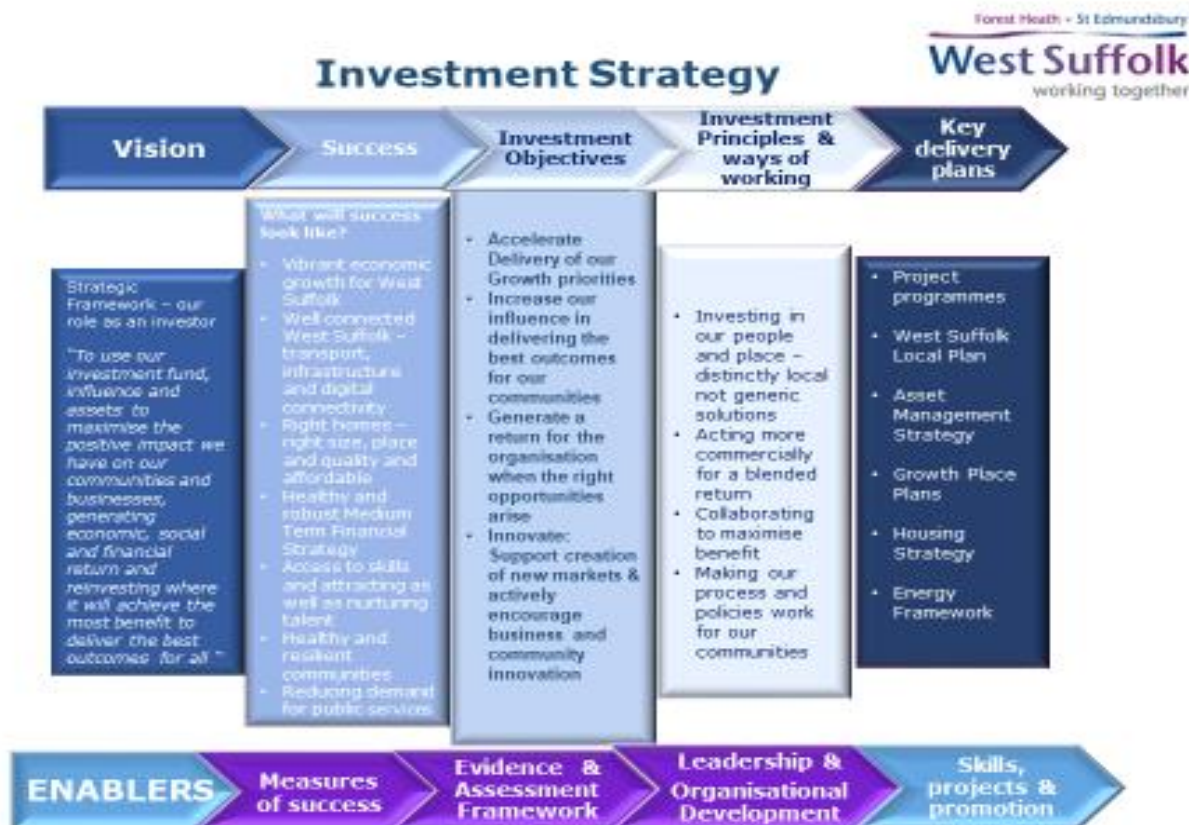 Forest Heath • St Edmundsbury
West Suffolk
working together
Investment Strategy
Vision
Success
Investment
Objectives
Investment
Principles &
ways of
working
Key
delivery
plans
Strategic
Framework – our
role as an investor
"To use our
investment fund,
influence and
assets to
maximise the
positive impact we
have on our
communities and
businesses,
generating
economic, social
and financial
return and
reinvesting where
it will achieve the
most benefit to
deliver the best
outcomes for all "
What will success
look like?
• Vibrant economic
growth for West
Suffolk
• Well connected
West Suffolk –
transport,
infrastructure
and digital
connectivity
• Right homes –
right size, place
and quality and
affordable
• Healthy and
robust Medium
Term Financial
Strategy
• Access to skills
and attracting as
well as nurturing
talent
• Healthy and
resilient
communities
• Reducing demand
for public services
• Accelerate
Delivery of our
Growth priorities
• Increase our
influence in
delivering the
best outcomes
for our
communities
• Generate a
return for the
organisation
when the right
opportunities
arise
• Innovate:
Support creation
of new markets &
actively
encourage
business and
community
innovation
• Investing in
our people
and place –
distinctly local
not generic
solutions
• Acting more
commercially
for a blended
return
• Collaborating
to maximise
benefit
• Making our
process and
policies work
for our
communities
• Project
programmes
• West Suffolk
Local Plan
• Asset
Management
Strategy
• Growth Place
Plans
• Housing
Strategy
• Energy
Framework
ENABLERS
Measures
of success
Evidence &
Assessment
Framework
Leadership &
Organisational
Development
Skills,
projects &
promotion